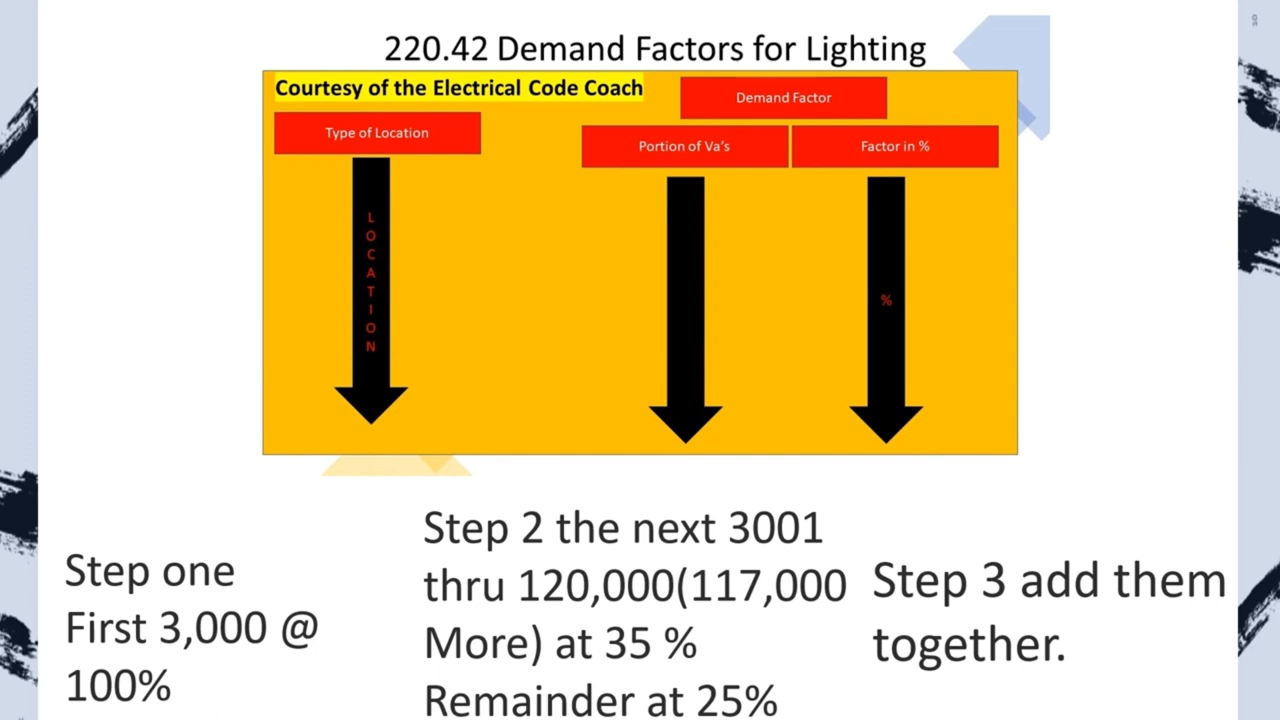 220.42 Demand Factors for Lighting
Courtesy of the Electrical Code Coach
Demand Factor
Type of Location
Portion of Va's
Factor in %
LOCATION
%
Step one
First 3,000 @
100%
Step 2 the next 3001
thru 120,000(117,000
More) at 35 %
Remainder at 25%
Step 3 add them
together.